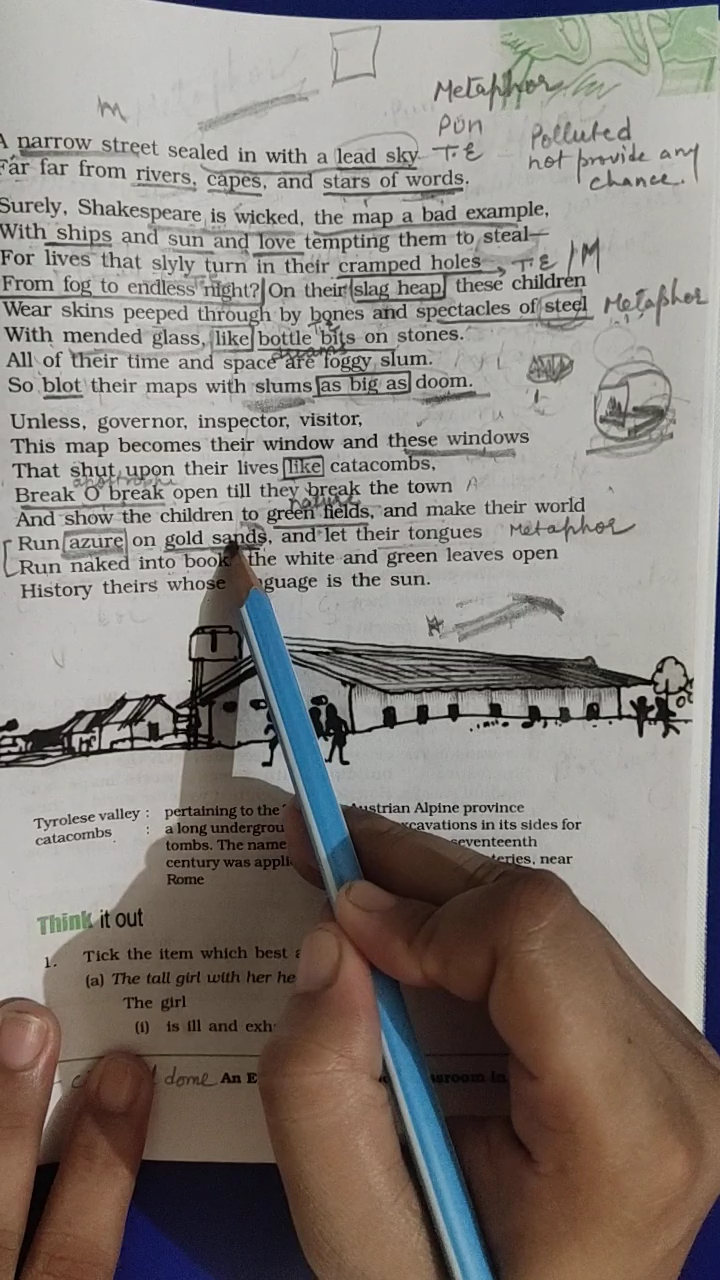 m
Metaphor
Pun
T.E
Polluted
not provide any
chance.
A narrow street sealed in with a lead sky
Far far from rivers, capes, and stars of words.
Surely, Shakespeare is wicked, the map a bad example,
With ships and sun and love tempting them to steal—
For lives that slyly turn in their cramped holes T.E / M
From fog to endless night? On their slag heap, these children
Wear skins peeped through by bones and spectacles of steel Metaphor
With mended glass, like bottle bits on stones.
All of their time and space are foggy slum.
So blot their maps with slums as big as doom.
Unless, governor, inspector, visitor,
This map becomes their window and these windows
That shut upon their lives like catacombs,
Break O break open till they break the town
nature
And show the children to green fields, and make their world
Run azure on gold sands, and let their tongues Metaphor
Run naked into book the white and green leaves open
History theirs whose guage is the sun.
Tyrolese valley : pertaining to the ustrian Alpine province
catacombs : a long undergrou xcavations in its sides for
tombs. The name seventeenth
century was appli teries, near
Rome
Think it out
1. Tick the item which best a
(a) The tall girl with her he
The girl
(i) is ill and exh
dome An E sroom in